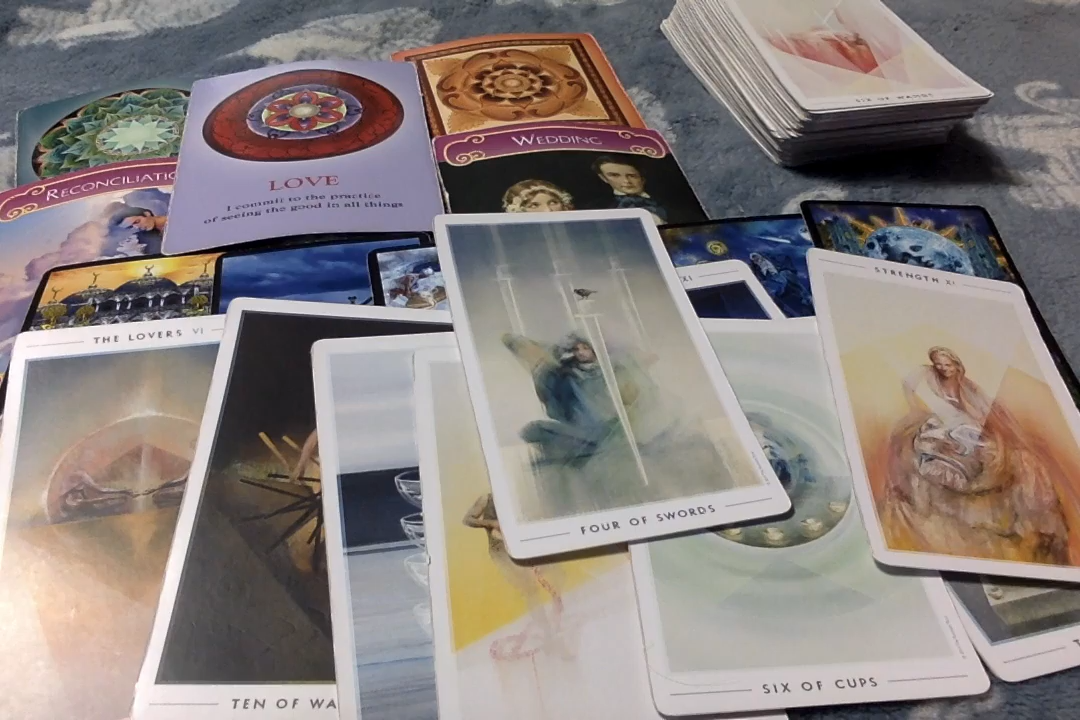 SIX OF WANDS
WEDDING
RECONCILIATIO
LOVE
I commit to the practice
of seeing the good in all things
XI
STRENGTH XI
THE LOVERS VI
FOUR OF SWORDS
SIX OF CUPS
TEN OF WA
T